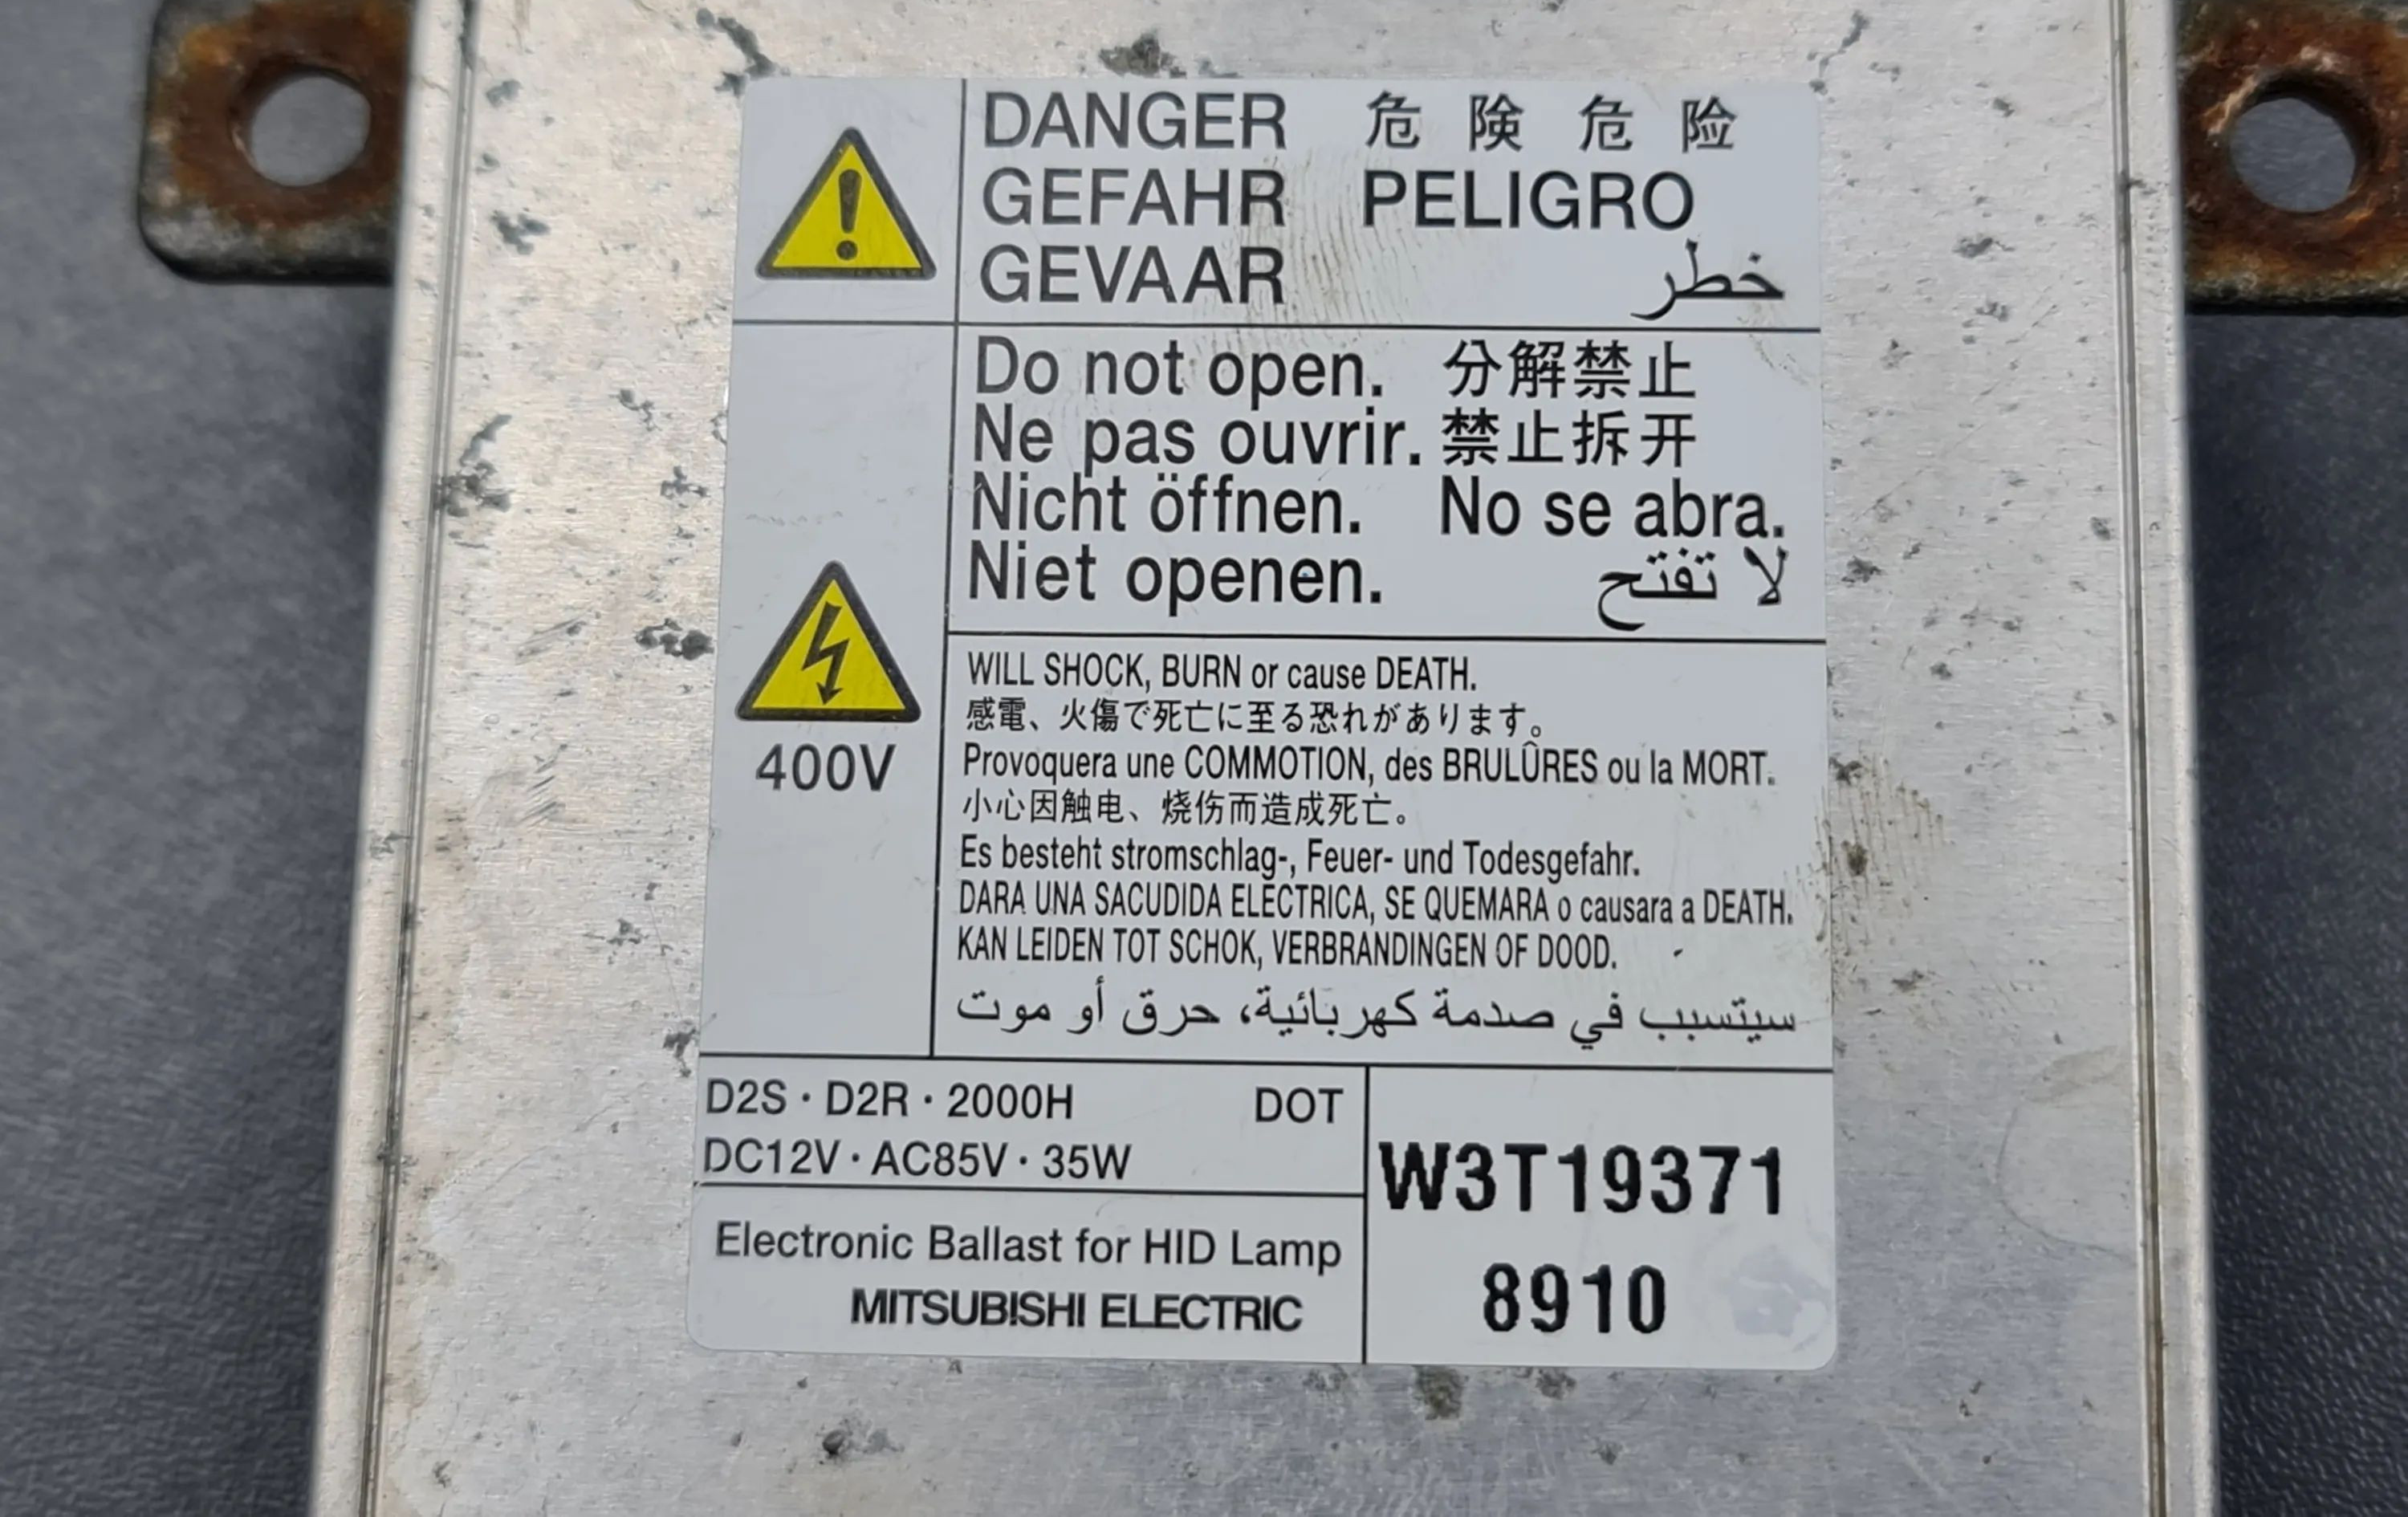 DANGER 危険 危险
GEFAHR PELIGRO
GEVAAR خطر
Do not open. 分解禁止
Ne pas ouvrir. 禁止拆开
Nicht öffnen. No se abra.
Niet openen. لا تفتح
400V
WILL SHOCK, BURN or cause DEATH.
感電、火傷で死亡に至る恐れがあります。
Provoquera une COMMOTION, des BRULÛRES ou la MORT.
小心因触电、烧伤而造成死亡。
Es besteht stromschlag-, Feuer- und Todesgefahr.
DARA UNA SACUDIDA ELECTRICA, SE QUEMARA o causara a DEATH.
KAN LEIDEN TOT SCHOK, VERBRANDINGEN OF DOOD.
سيتسبب في صدمة كهربائية، حرق أو موت
D2S・D2R・2000H DOT
DC12V・AC85V・35W
Electronic Ballast for HID Lamp
MITSUBISHI ELECTRIC
W3T19371
8910